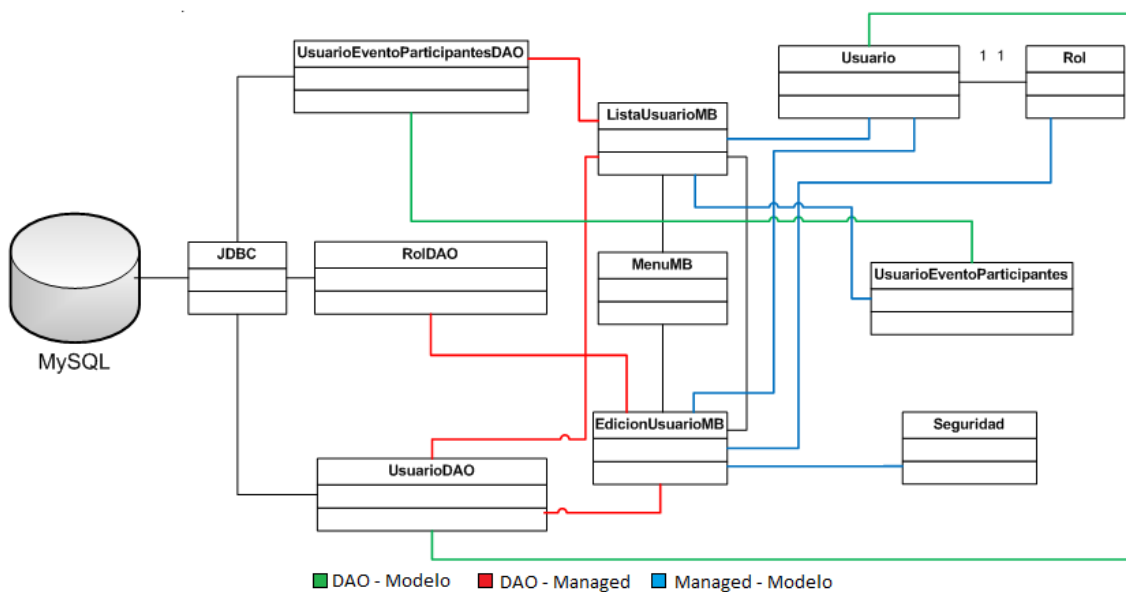 UsuarioEventoParticipantesDAO
Usuario
1 1
Rol
ListaUsuarioMB
JDBC
RolDAO
MenuMB
UsuarioEventoParticipantes
MySQL
EdicionUsuarioMB
Seguridad
UsuarioDAO
DAO - Modelo
DAO - Managed
Managed - Modelo